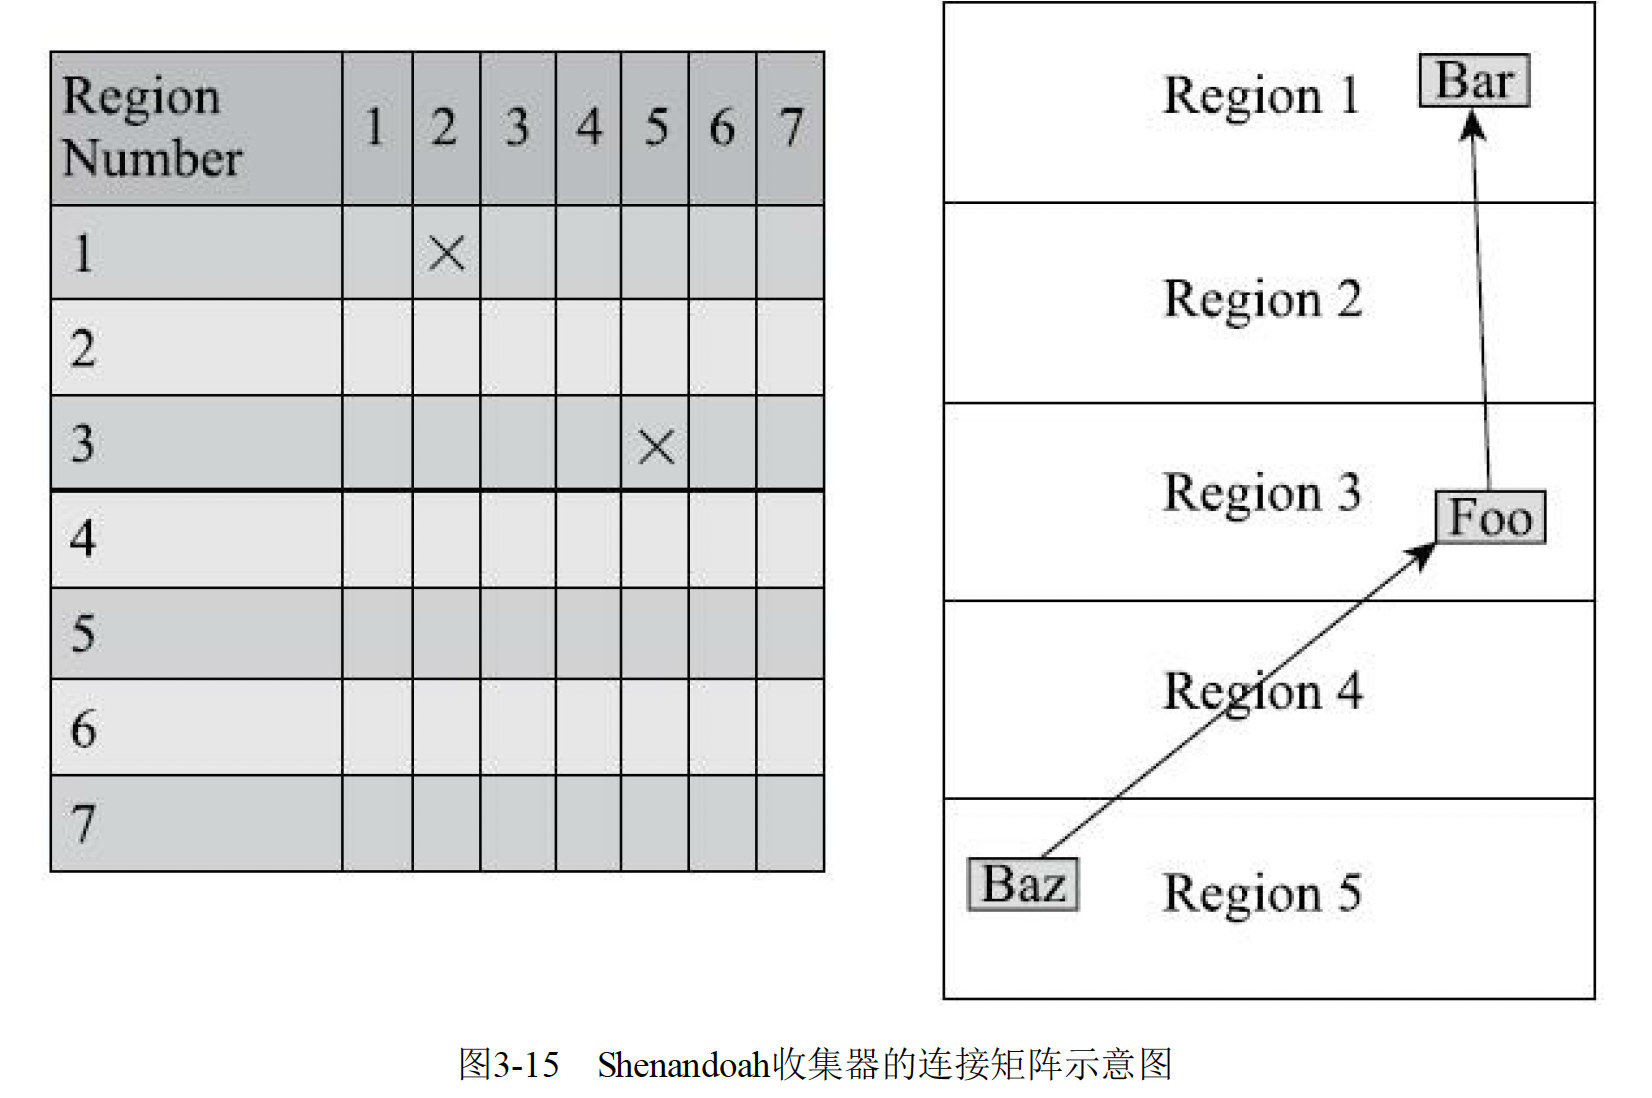 Region
Number
1 2 3 4 5 6 7
1 ×
2
3 ×
4
5
6
7
Region 1 Bar
Region 2
Region 3 Foo
Region 4
Baz Region 5
图3-15 Shenandoah收集器的连接矩阵示意图